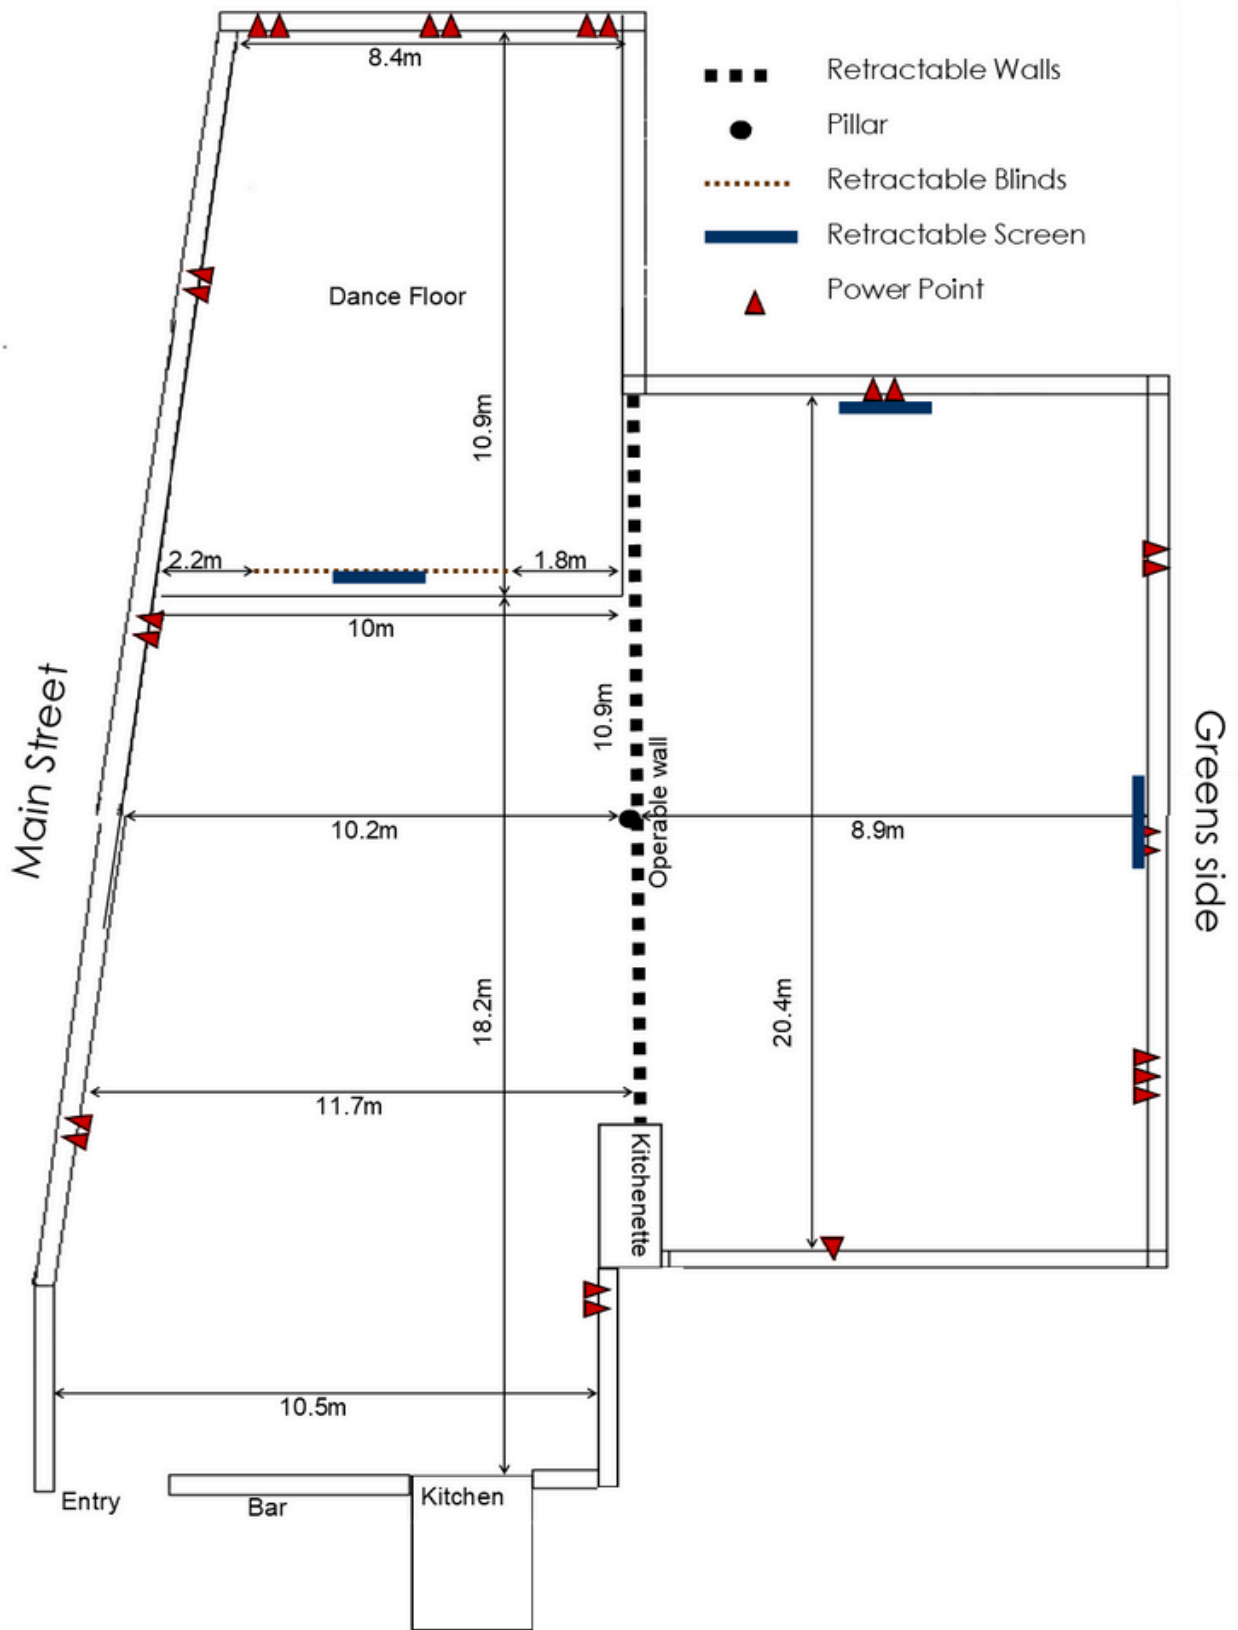 8.4m
Retractable Walls
Pillar
Retractable Blinds
Retractable Screen
Power Point
Dance Floor
10.9m
2.2m
1.8m
10m
10.9m
Main Street
Operable wall
Greens side
10.2m
8.9m
18.2m
20.4m
11.7m
Kitchenette
10.5m
Entry
Bar
Kitchen